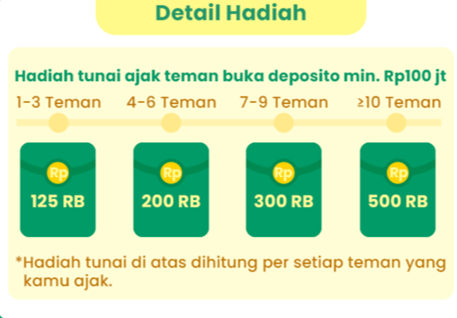 Detail Hadiah
Hadiah tunai ajak teman buka deposito min. Rp100 jt
1-3 Teman 4-6 Teman 7-9 Teman ≥10 Teman
Rp Rp Rp Rp
125 RB 200 RB 300 RB 500 RB
*Hadiah tunai di atas dihitung per setiap teman yang
kamu ajak.